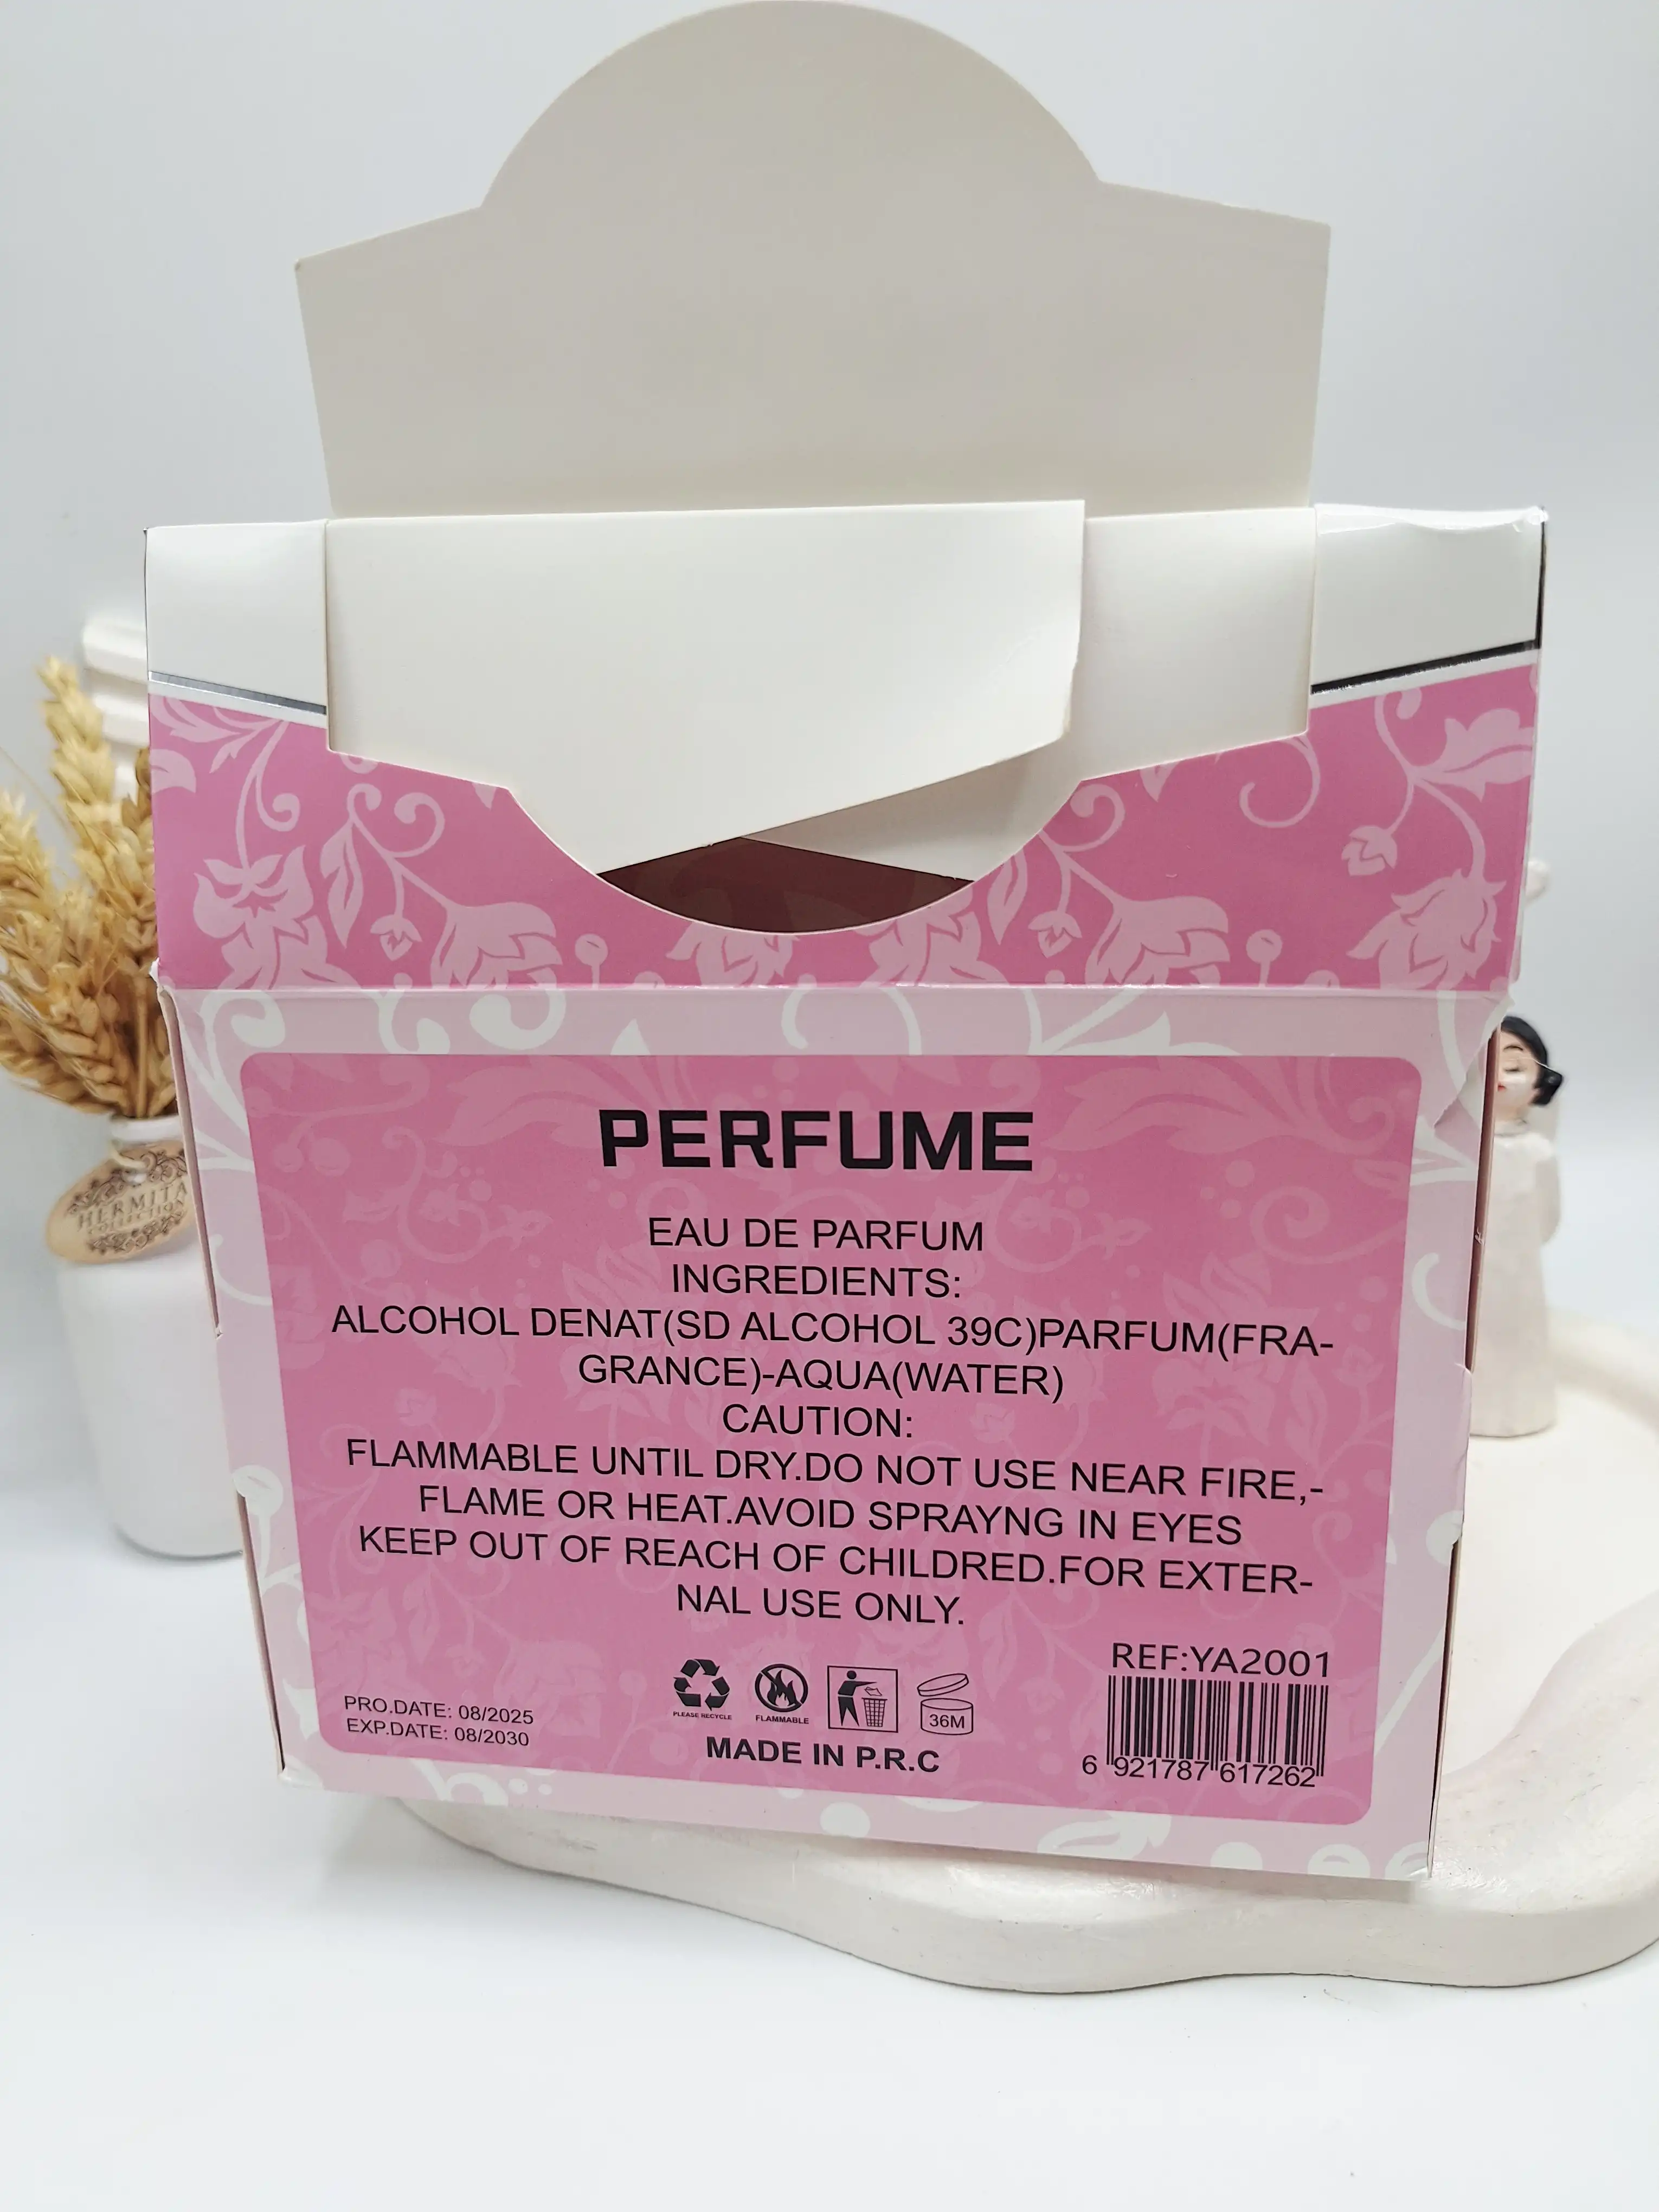 PERFUME
EAU DE PARFUM
INGREDIENTS:
ALCOHOL DENAT(SD ALCOHOL 39C)PARFUM(FRA-
GRANCE)-AQUA(WATER)
CAUTION:
FLAMMABLE UNTIL DRY.DO NOT USE NEAR FIRE,-
FLAME OR HEAT.AVOID SPRAYNG IN EYES
KEEP OUT OF REACH OF CHILDRED.FOR EXTER-
NAL USE ONLY.
REF:YA2001
PRO.DATE: 08/2025
EXP.DATE: 08/2030
PLEASE RECYCLE
FLAMMABLE
36M
MADE IN P.R.C
6 921787 617262
HERMITA
COLLECTION